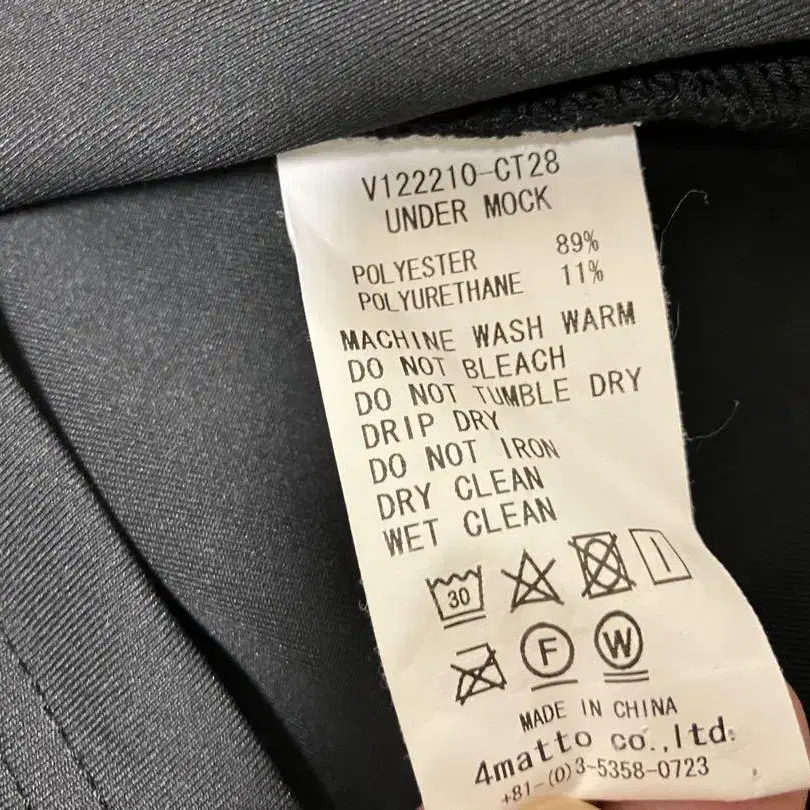 V122210-CT28
UNDER MOCK
POLYESTER 89%
POLYURETHANE 11%
MACHINE WASH WARM
DO NOT BLEACH
DO NOT TUMBLE DRY
DRIP DRY
DO NOT IRON
DRY CLEAN
WET CLEAN
30
F W
MADE IN CHINA
4matto co.,ltd.
+81-(0)3-5358-0723